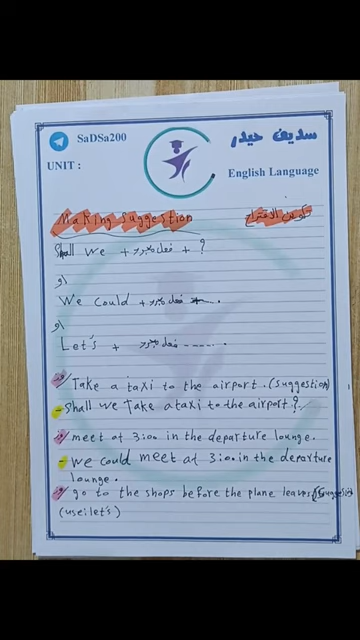 SaDSa200
سديف حيدر
UNIT :
English Language
Making Suggestion تكوين الاقتراح
Shall we + فعل مجرد + ?
او
We Could + فعل مجرد .
او
Let's + فعل مجرد ......
Take a taxi to the airport. (Suggestion)
- Shall we Take a taxi to the airport?
meet at 3:00 in the departure lounge.
- We could meet at 3:00 in the departure
lounge.
go to the shops before the plane leaves.
(use: let's)